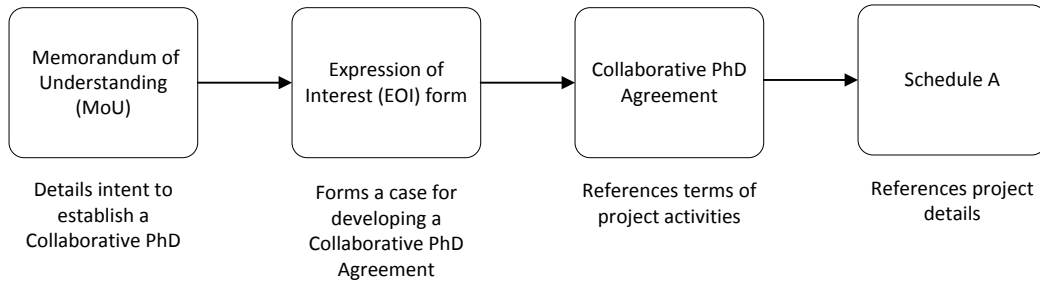 Memorandum of
Understanding
(MoU)
Expression of
Interest (EOI) form
Collaborative PhD
Agreement
Schedule A
Details intent to
establish a
Collaborative PhD
Forms a case for
developing a
Collaborative PhD
Agreement
References terms of
project activities
References project
details